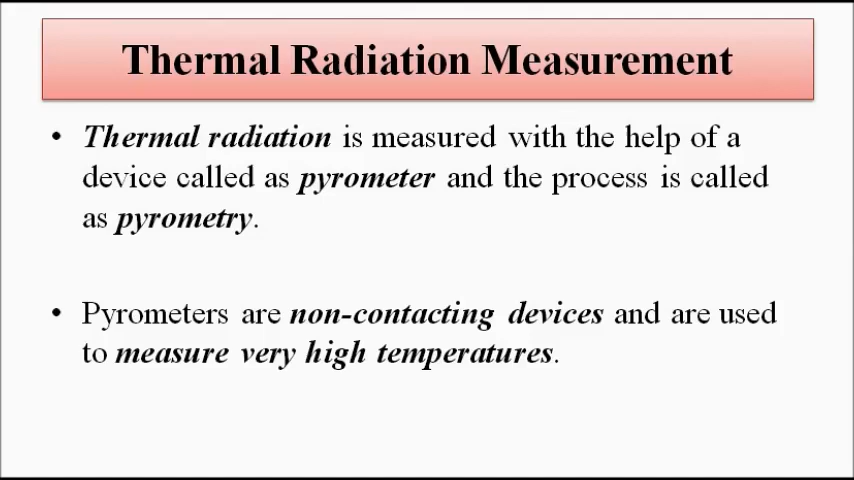 Thermal Radiation Measurement
• Thermal radiation is measured with the help of a
device called as pyrometer and the process is called
as pyrometry.
• Pyrometers are non-contacting devices and are used
to measure very high temperatures.